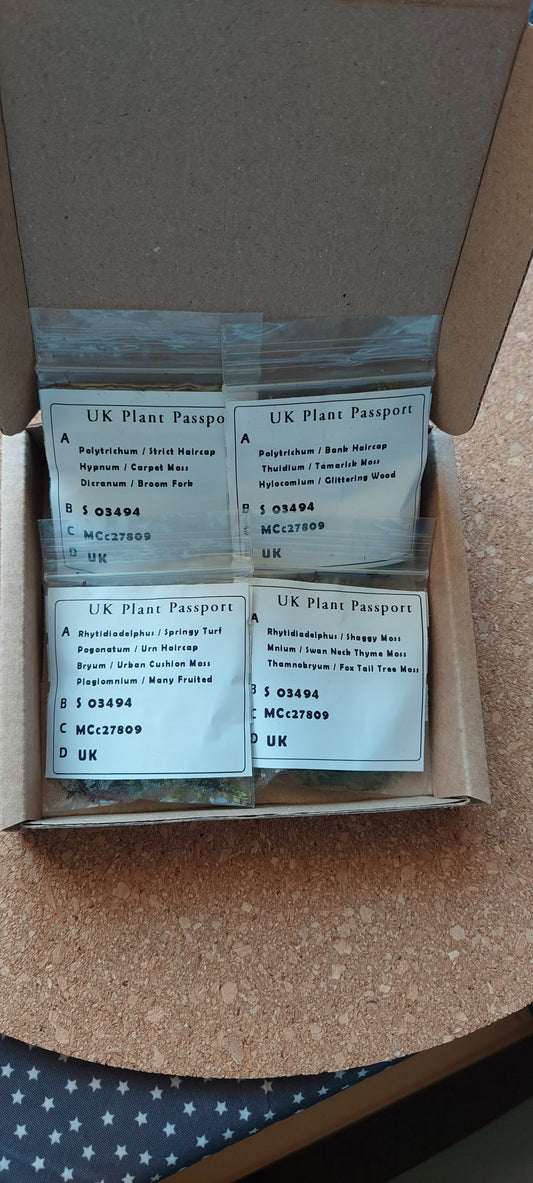 UK Plant Passpo
A
Polytrichum / Strict Haircap
Hypnum / Carpet Moss
Dicranum / Broom Fork
B S 03494
C MCc27809
D UK
UK Plant Passport
A
Polytrichum / Bank Haircap
Thuidium / Tamarisk Moss
Hylocomium / Glittering Wood
B S 03494
C MCc27809
D UK
UK Plant Passport
A Rhytidiadelphus / Springy Turf
Pogonatum / Urn Haircap
Bryum / Urban Cushion Moss
Plagiomnium / Many Fruited
B S 03494
C MCc27809
D UK
UK Plant Passport
A
Rhytidiadelphus / Shaggy Moss
Mnium / Swan Neck Thyme Moss
Thamnobryum / Fox Tail Tree Moss
B S 03494
C MCc27809
D UK